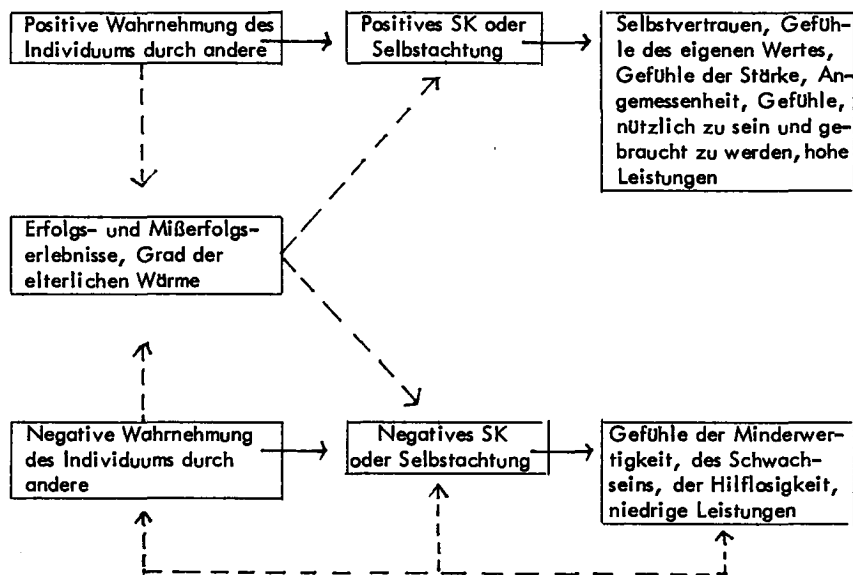 Positive Wahrnehmung des
Individuums durch andere
Positives SK oder
Selbstachtung
Selbstvertrauen, Gefüh-
le des eigenen Wertes,
Gefühle der Stärke, An-
gemessenheit, Gefühle,
nützlich zu sein und ge-
braucht zu werden, hohe
Leistungen
Erfolgs- und Mißerfolgs-
erlebnisse, Grad der
elterlichen Wärme
Negative Wahrnehmung
des Individuums durch
andere
Negatives SK
oder Selbstachtung
Gefühle der Minderwer-
tigkeit, des Schwach-
seins, der Hilflosigkeit,
niedrige Leistungen